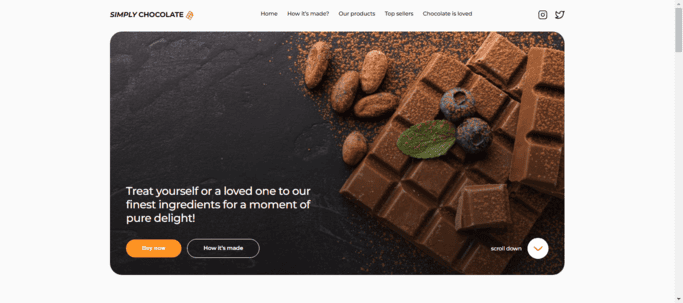 SIMPLY CHOCOLATE
Home How it's made? Our products Top sellers Chocolate is loved
Treat yourself or a loved one to our
finest ingredients for a moment of
pure delight!
Buy now How it's made
scroll down